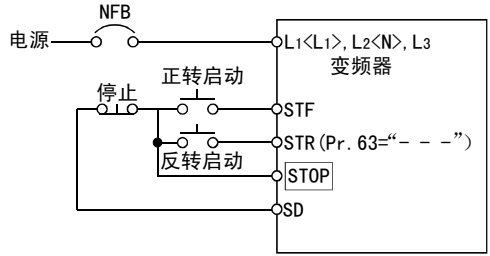 NFB
电源
L1<L1>, L2<N>, L3
变频器
正转启动
停止
STF
STR(Pr.63=“- - -”)
反转启动
STOP
SD